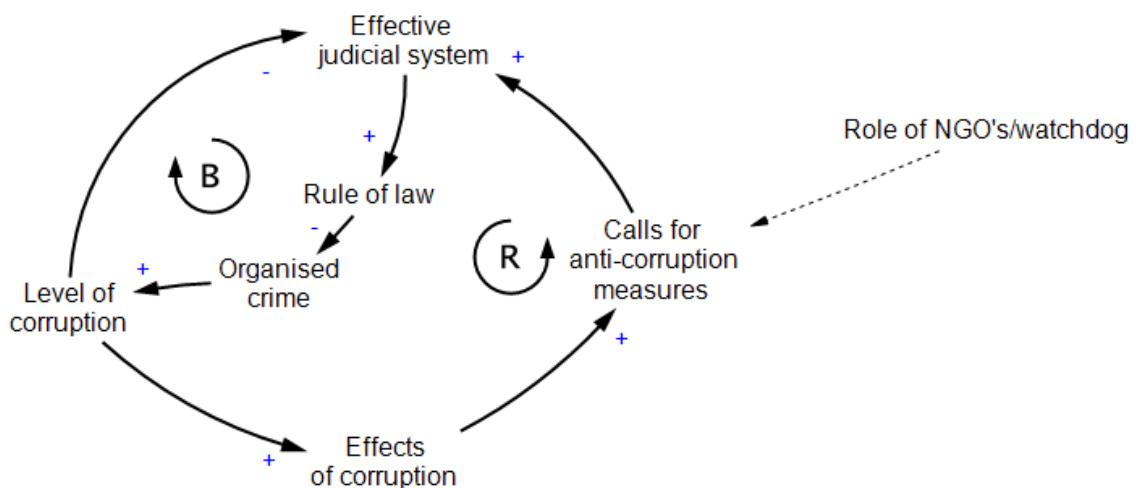 Effective
judicial system
+
-
Role of NGO's/watchdog
+
B
Rule of law
-
Calls for
anti-corruption
measures
R
Organised
crime
+
Level of
corruption
+
Effects
of corruption
+